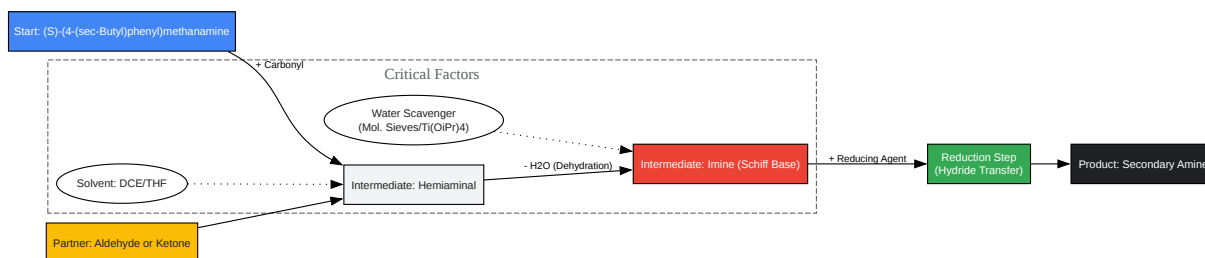 Start: (S)-(4-(sec-Butyl)phenyl)methanamine
+ Carbonyl
Critical Factors
Water Scavenger
(Mol. Sieves/Ti(OiPr)4)
Solvent: DCE/THF
Intermediate: Hemiaminal
- H2O (Dehydration)
Intermediate: Imine (Schiff Base)
+ Reducing Agent
Reduction Step
(Hydride Transfer)
Product: Secondary Amine
Partner: Aldehyde or Ketone